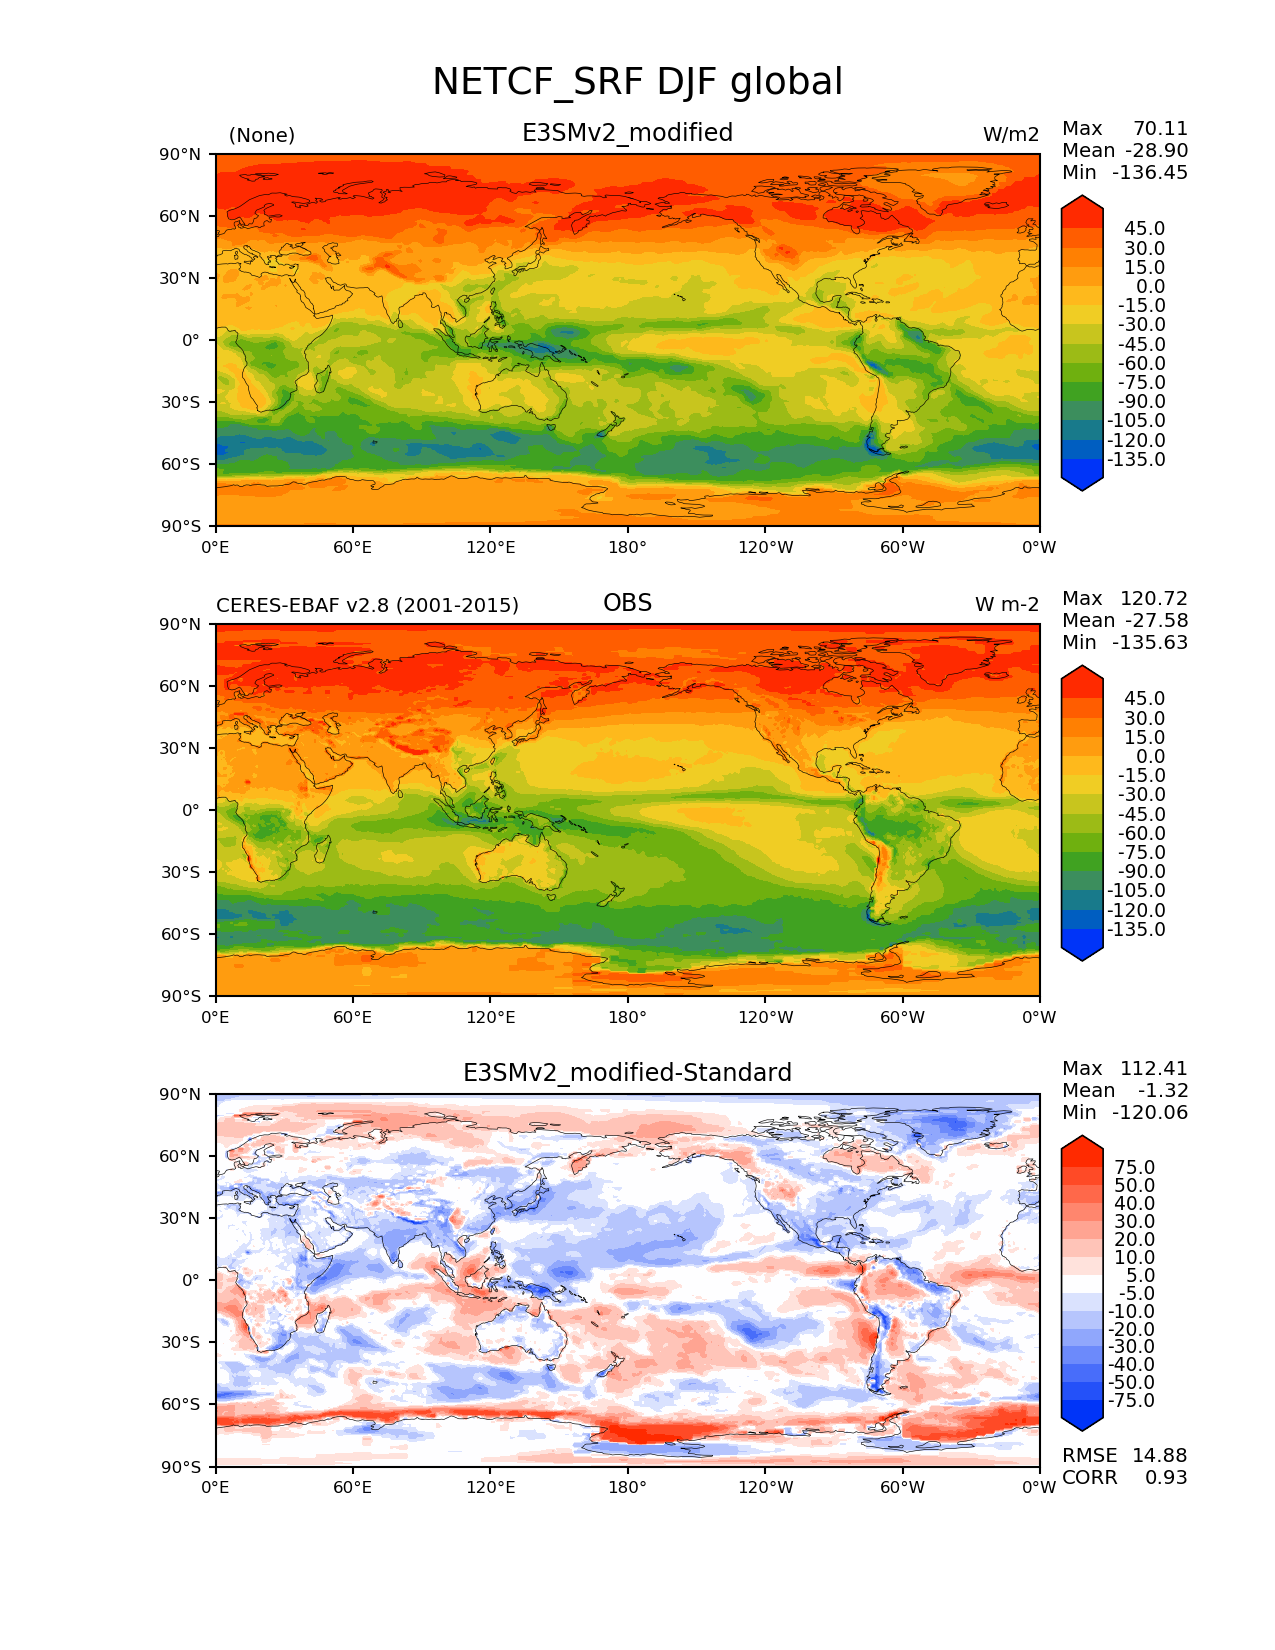 NETCF_SRF DJF global
(None) E3SMv2_modified W/m2
Max 70.11
Mean -28.90
Min -136.45
90°N
60°N
30°N
0°
30°S
60°S
90°S
0°E 60°E 120°E 180° 120°W 60°W 0°W
45.0
30.0
15.0
0.0
-15.0
-30.0
-45.0
-60.0
-75.0
-90.0
-105.0
-120.0
-135.0
CERES-EBAF v2.8 (2001-2015) OBS W m-2
Max 120.72
Mean -27.58
Min -135.63
90°N
60°N
30°N
0°
30°S
60°S
90°S
0°E 60°E 120°E 180° 120°W 60°W 0°W
45.0
30.0
15.0
0.0
-15.0
-30.0
-45.0
-60.0
-75.0
-90.0
-105.0
-120.0
-135.0
E3SMv2_modified-Standard
Max 112.41
Mean -1.32
Min -120.06
90°N
60°N
30°N
0°
30°S
60°S
90°S
0°E 60°E 120°E 180° 120°W 60°W 0°W
75.0
50.0
40.0
30.0
20.0
10.0
5.0
-5.0
-10.0
-20.0
-30.0
-40.0
-50.0
-75.0
RMSE 14.88
CORR 0.93